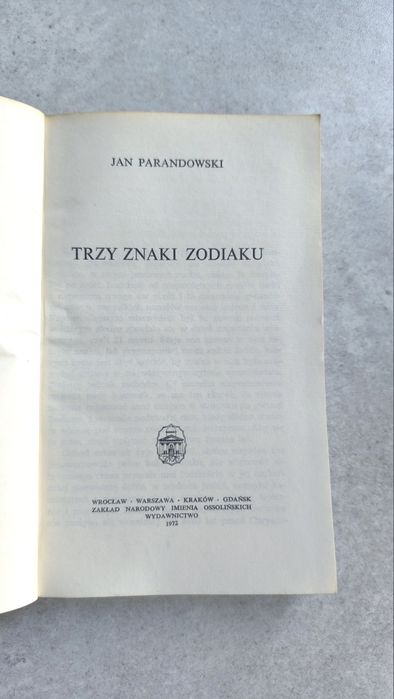 JAN PARANDOWSKI
TRZY ZNAKI ZODIAKU
WROCŁAW · WARSZAWA · KRAKÓW · GDAŃSK
ZAKŁAD NARODOWY IMIENIA OSSOLIŃSKICH
WYDAWNICTWO
1972